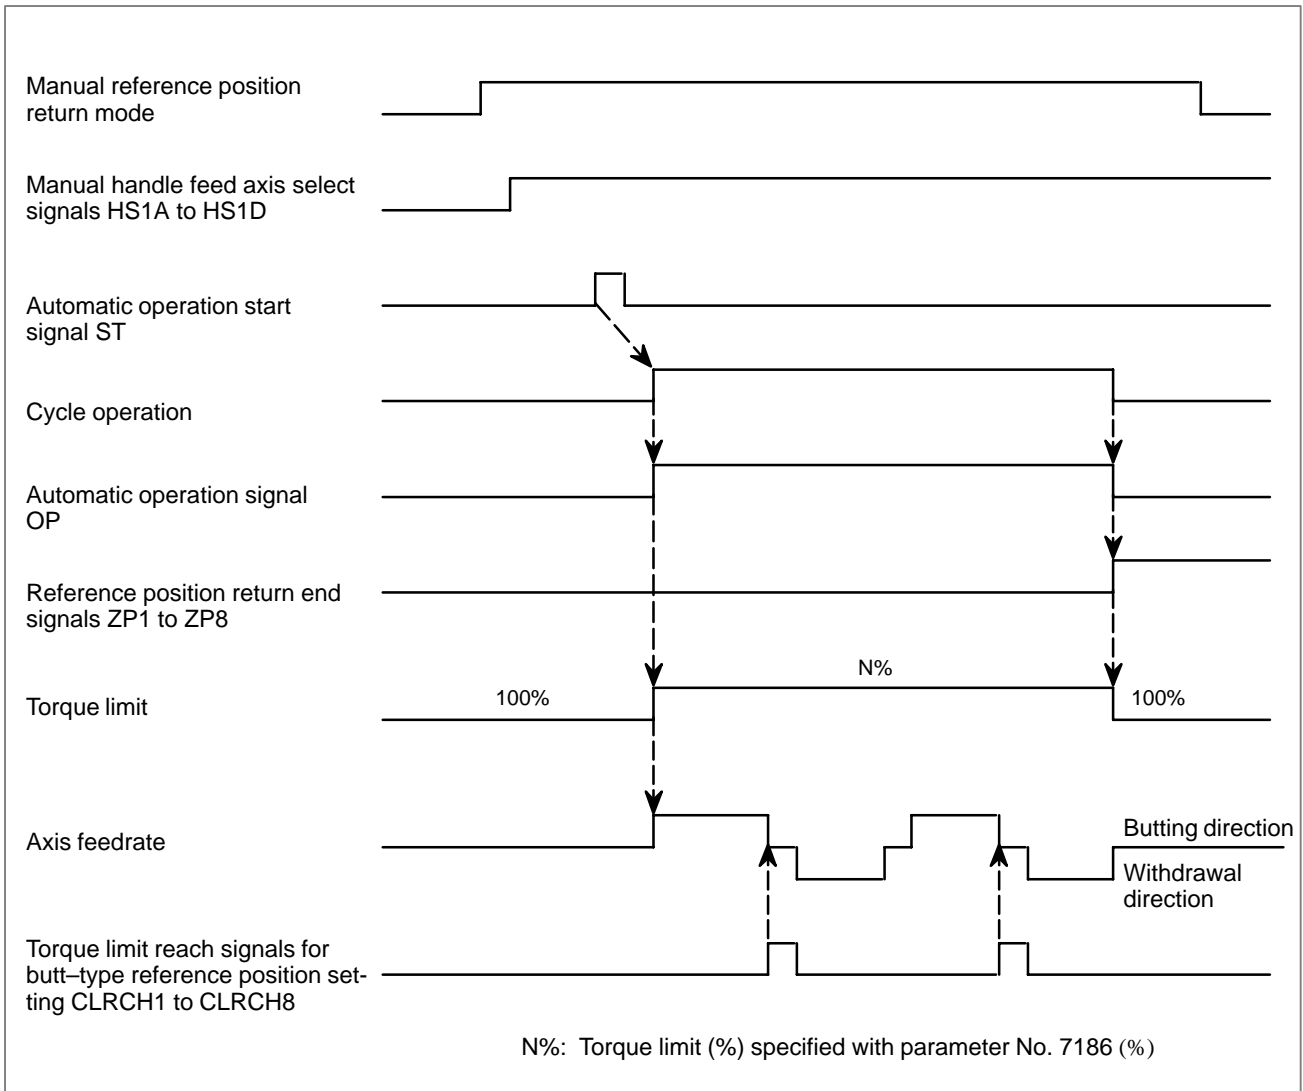 Manual reference position
return mode
Manual handle feed axis select
signals HS1A to HS1D
Automatic operation start
signal ST
Cycle operation
Automatic operation signal
OP
Reference position return end
signals ZP1 to ZP8
N%
Torque limit
100%
100%
Axis feedrate
Butting direction
Withdrawal
direction
Torque limit reach signals for
butt–type reference position set-
ting CLRCH1 to CLRCH8
N%: Torque limit (%) specified with parameter No. 7186 (%)